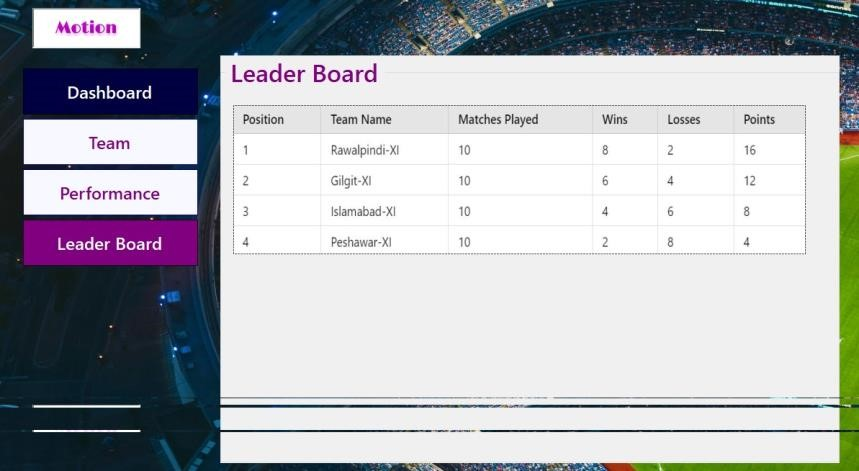 Motion
Dashboard
Team
Performance
Leader Board
Leader Board
Position Team Name Matches Played Wins Losses Points
1 Rawalpindi-XI 10 8 2 16
2 Gilgit-XI 10 6 4 12
3 Islamabad-XI 10 4 6 8
4 Peshawar-XI 10 2 8 4